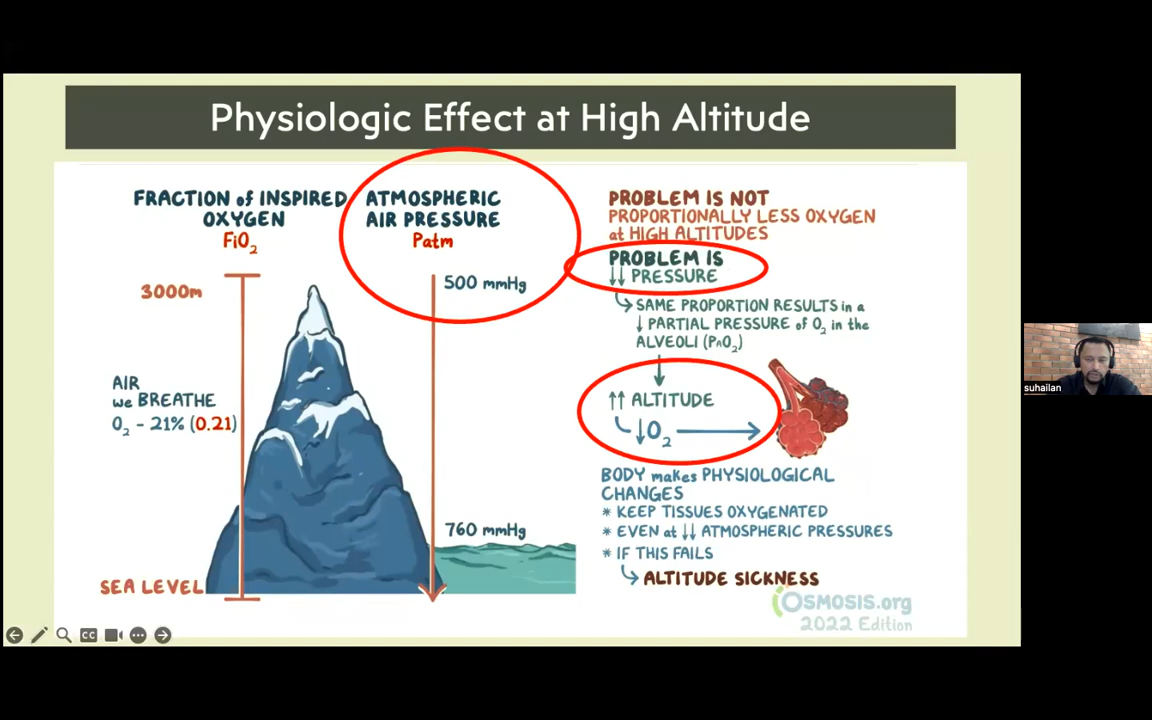 Physiologic Effect at High Altitude
FRACTION of INSPIRED
OXYGEN
FiO₂
3000m
AIR
we BREATHE
O₂ - 21% (0.21)
SEA LEVEL
ATMOSPHERIC
AIR PRESSURE
Patm
500 mmHg
760 mmHg
PROBLEM IS NOT
PROPORTIONALLY LESS OXYGEN
at HIGH ALTITUDES
PROBLEM IS
↓↓ PRESSURE
↳ SAME PROPORTION RESULTS in a
↓ PARTIAL PRESSURE of O₂ in the
ALVEOLI (PAO₂)
↑↑ ALTITUDE
↓O₂
BODY makes PHYSIOLOGICAL
CHANGES
* KEEP TISSUES OXYGENATED
* EVEN at ↓↓ ATMOSPHERIC PRESSURES
* IF THIS FAILS
↳ ALTITUDE SICKNESS
OSMOSIS.org
2022 Edition
CC
suhailan